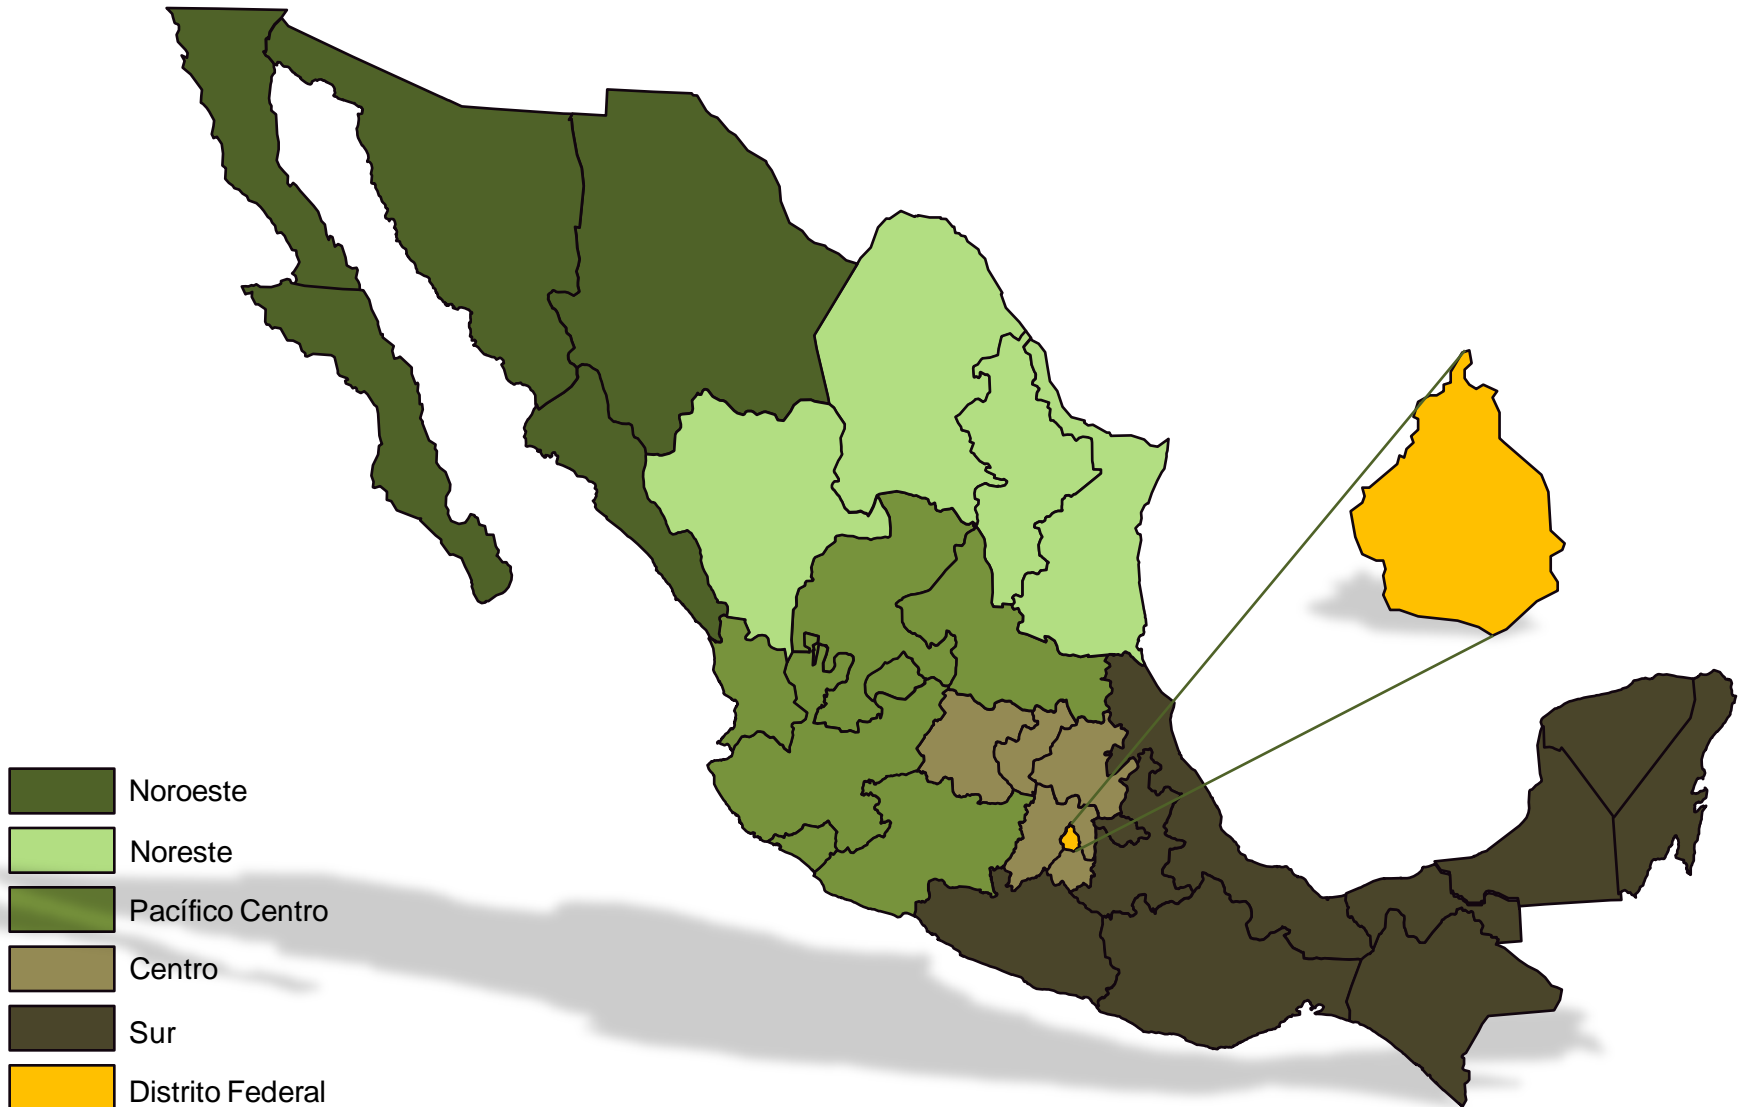 Noroeste
Noreste
Pacífico Centro
Centro
Sur
Distrito Federal